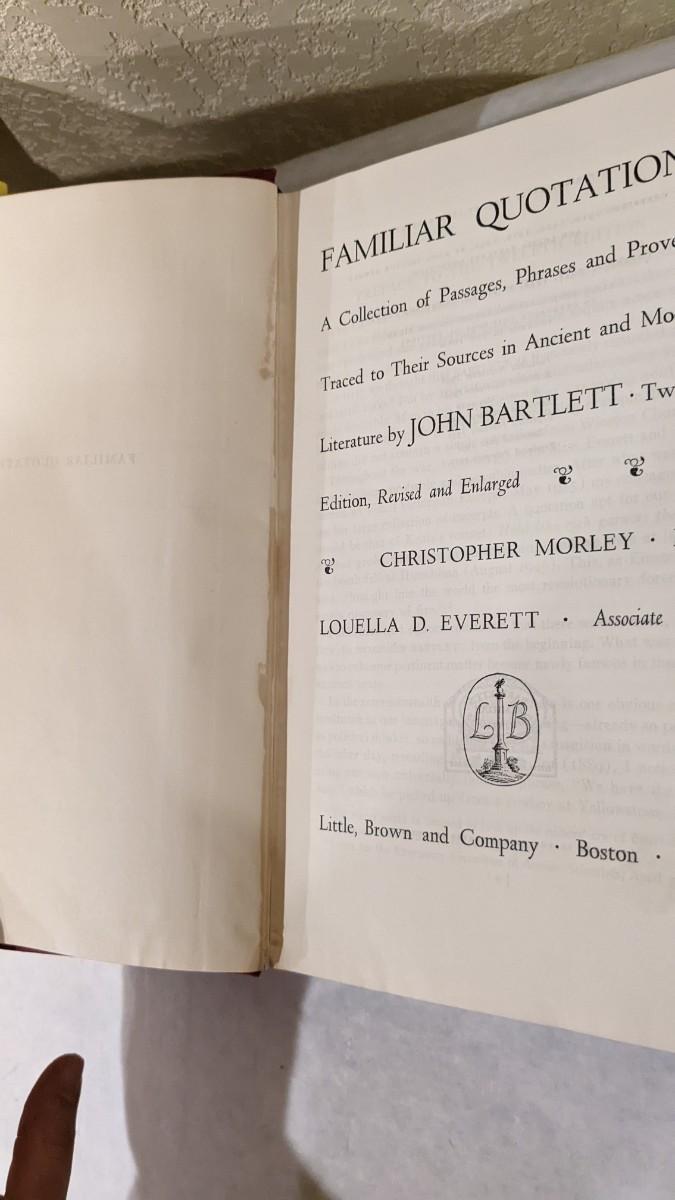 FAMILIAR QUOTATION
A Collection of Passages, Phrases and Prove
Traced to Their Sources in Ancient and Mo
Literature by JOHN BARTLETT · Tw
Edition, Revised and Enlarged
CHRISTOPHER MORLEY ·
LOUELLA D. EVERETT · Associate
L B
Little, Brown and Company · Boston ·